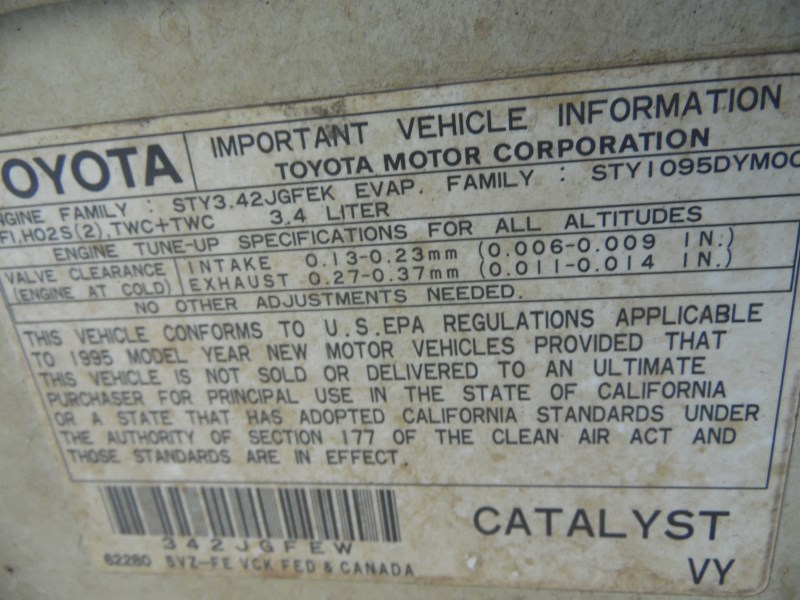 OYOTA
IMPORTANT VEHICLE INFORMATION
TOYOTA MOTOR CORPORATION
NGINE FAMILY : STY3.42JGFEK EVAP. FAMILY : STY1095DYMO
FI,HO2S(2),TWC+TWC 3.4 LITER
ENGINE TUNE-UP SPECIFICATIONS FOR ALL ALTITUDES
VALVE CLEARANCE
(ENGINE AT COLD)
INTAKE 0.13-0.23mm (0.006-0.009 IN.)
EXHAUST 0.27-0.37mm (0.011-0.014 IN.)
NO OTHER ADJUSTMENTS NEEDED.
THIS VEHICLE CONFORMS TO U.S.EPA REGULATIONS APPLICABLE
TO 1995 MODEL YEAR NEW MOTOR VEHICLES PROVIDED THAT
THIS VEHICLE IS NOT SOLD OR DELIVERED TO AN ULTIMATE
PURCHASER FOR PRINCIPAL USE IN THE STATE OF CALIFORNIA
OR A STATE THAT HAS ADOPTED CALIFORNIA STANDARDS UNDER
THE AUTHORITY OF SECTION 177 OF THE CLEAN AIR ACT AND
THOSE STANDARDS ARE IN EFFECT.
342JGFEW
62280 5VZ-FE VCK FED & CANADA
CATALYST
VY